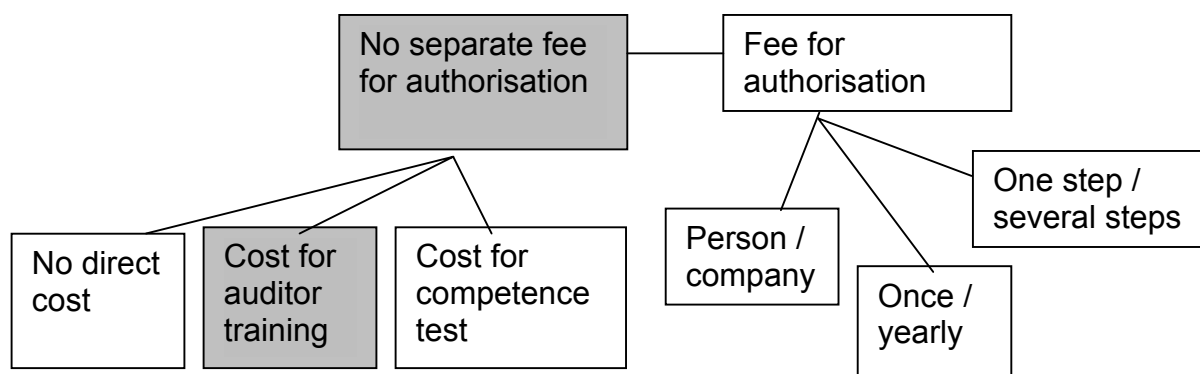 No separate fee
for authorisation
Fee for
authorisation
No direct
cost
Cost for
auditor
training
Cost for
competence
test
Person /
company
Once /
yearly
One step /
several steps